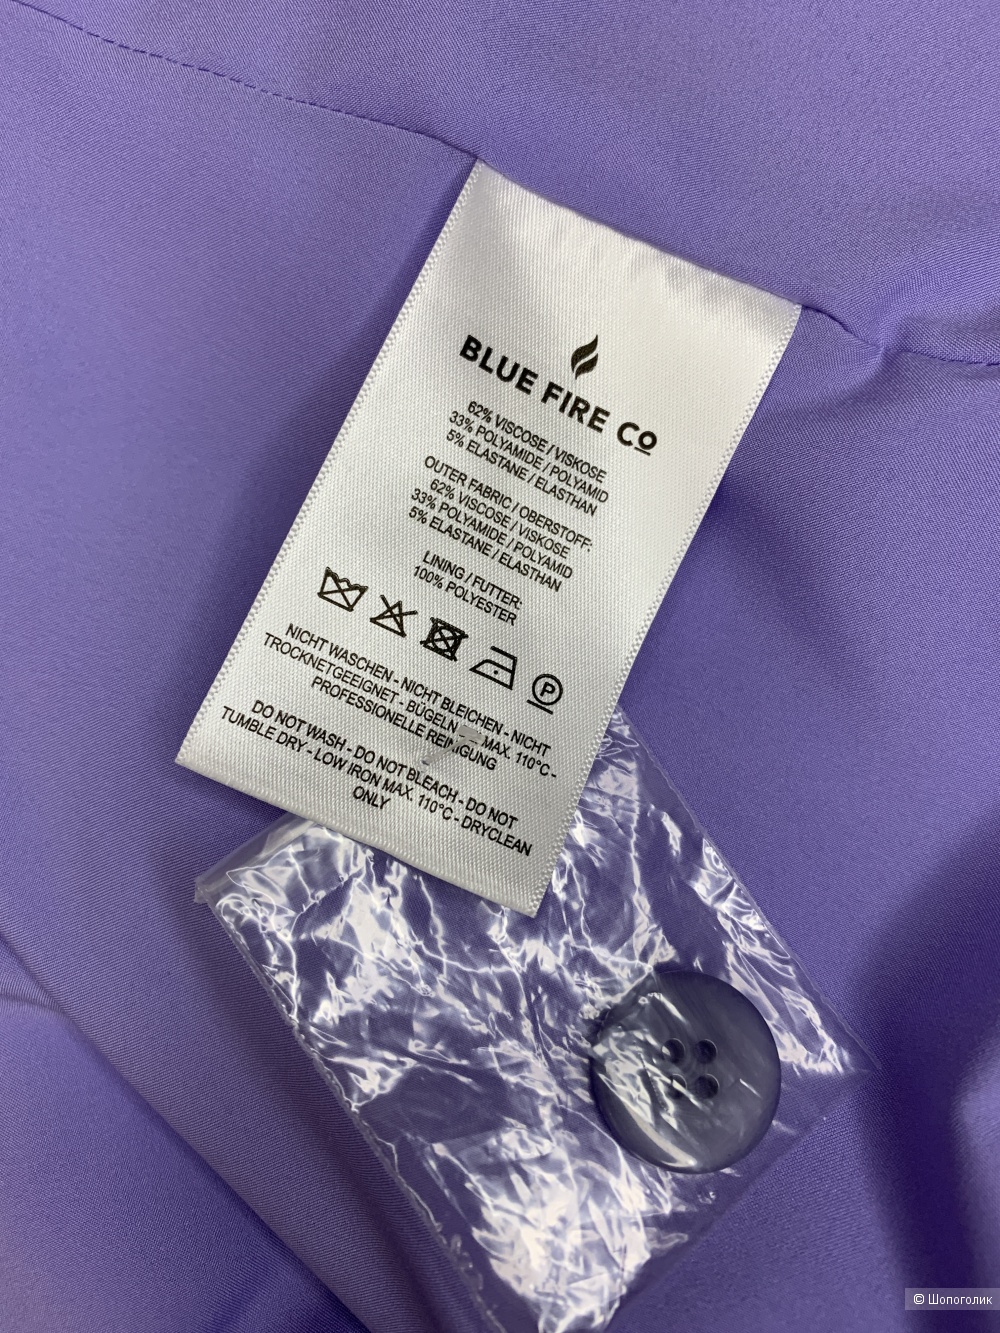 BLUE FIRE Co
62% VISCOSE / VISKOSE
33% POLYAMIDE / POLYAMID
5% ELASTANE / ELASTHAN
OUTER FABRIC / OBERSTOFF:
62% VISCOSE / VISKOSE
33% POLYAMIDE / POLYAMID
5% ELASTANE / ELASTHAN
LINING / FUTTER:
100% POLYESTER
P
NICHT WASCHEN - NICHT BLEICHEN - NICHT
TROCKNETGEEIGNET - BÜGELN MAX. 110°C -
PROFESSIONELLE REINIGUNG
DO NOT WASH - DO NOT BLEACH - DO NOT
TUMBLE DRY - LOW IRON MAX. 110°C - DRYCLEAN
ONLY
© Шопоголик